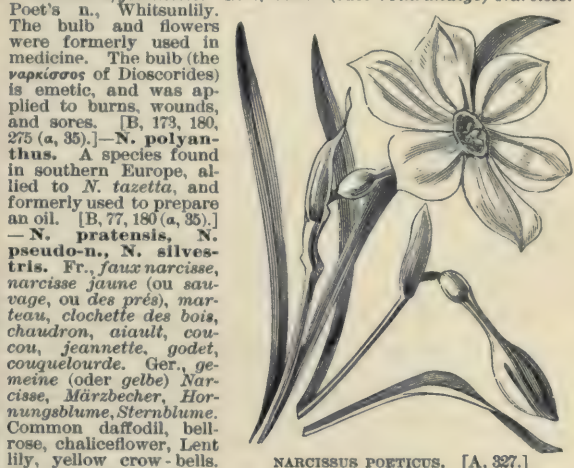 Poet's n., Whitsunlily.
The bulb and flowers
were formerly used in
medicine. The bulb (the
ναρκίσσος of Dioscorides)
is emetic, and was ap-
plied to burns, wounds,
and sores. [B, 173, 180,
275 (a, 35).]—N. polyan-
thus. A species found
in southern Europe, al-
lied to N. tazetta, and
formerly used to prepare
an oil. [B, 77, 180 (a, 35).]
—N. pratensis, N.
pseudo-n., N. silves-
tris. Fr., faux narcisse,
narcisse jaune (ou sau-
vage, ou des prés), mar-
teau, clochette des bois,
chaudron, aiault, cou-
cou, jeannette, godet,
couquelourde. Ger., ge-
meine (oder gelbe) Nar-
cisse, Märzbecher, Hor-
nungsblume, Sternblume.
Common daffodil, bell-
rose, chaliceflower, Lent
lily, yellow crow-bells.
NARCISSUS POETICUS. [A, 327.]